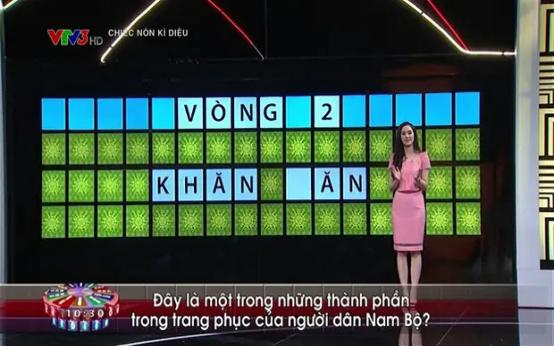 VTV3 HD
CHIẾC NÓN KÌ DIỆU
VÒNG 2
KHĂN ĂN
10:30
Đây là một trong những thành phần
trong trang phục của người dân Nam Bộ?